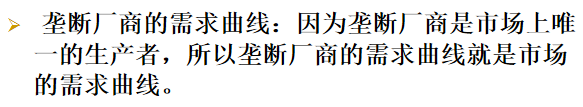 垄断厂商的需求曲线：因为垄断厂商是市场上唯
一的生产者，所以垄断厂商的需求曲线就是市场
的需求曲线。